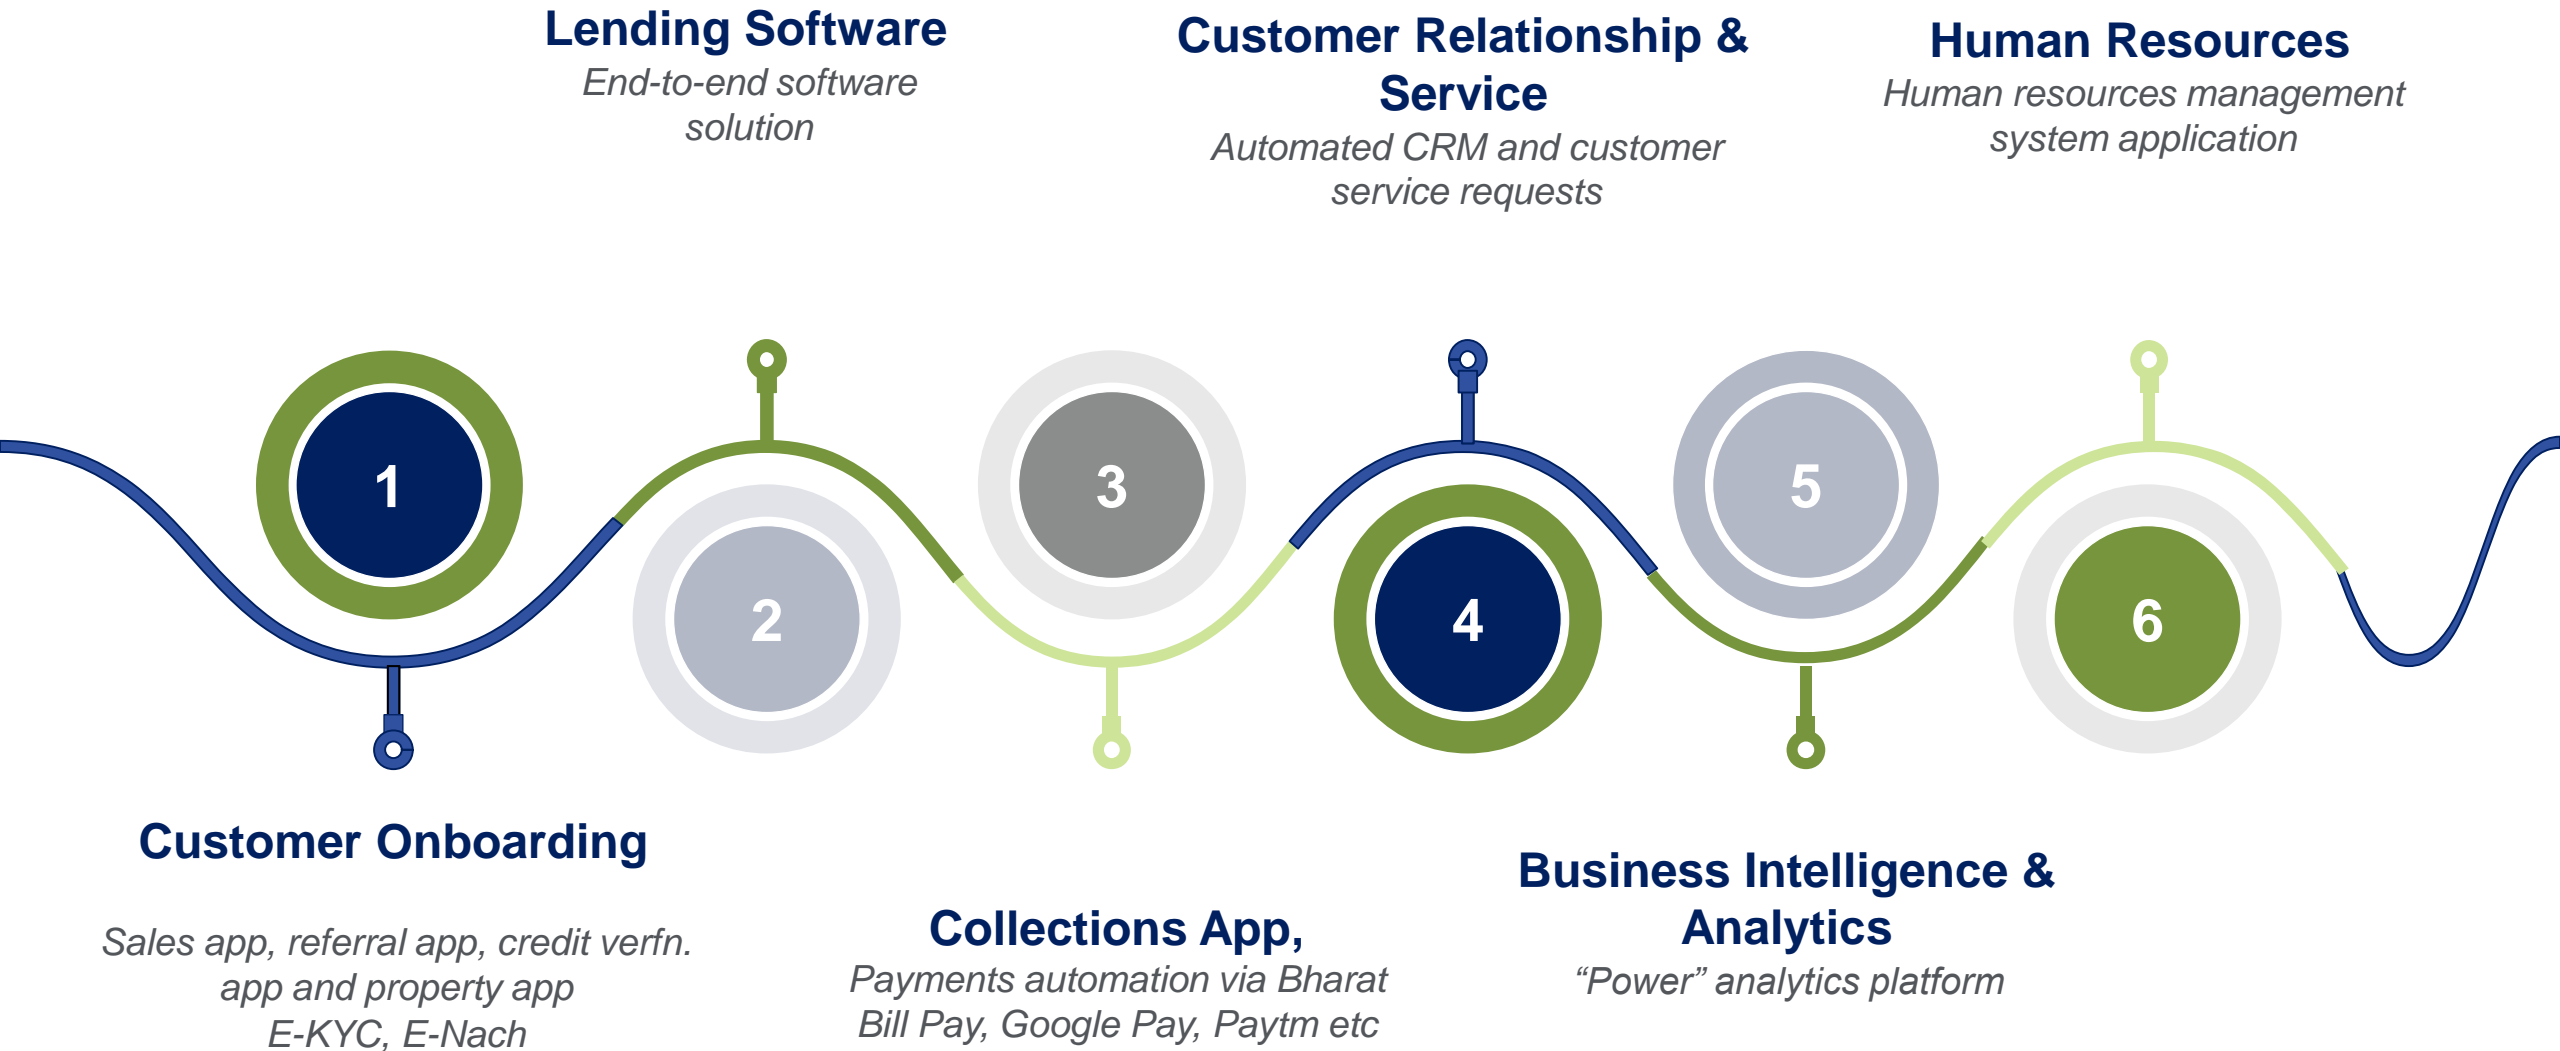 Lending Software
End-to-end software
solution
Customer Relationship &
Service
Automated CRM and customer
service requests
Human Resources
Human resources management
system application
1
2
3
4
5
6
Customer Onboarding
Sales app, referral app, credit verfn.
app and property app
E-KYC, E-Nach
Collections App,
Payments automation via Bharat
Bill Pay, Google Pay, Paytm etc
Business Intelligence &
Analytics
“Power” analytics platform